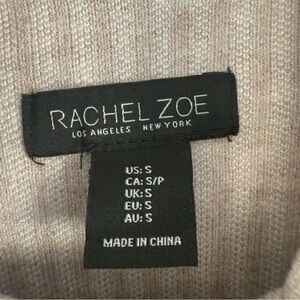 RACHEL ZOE
LOS ANGELES NEW YORK
US: S
CA: S/P
UK: S
EU: S
AU: S
MADE IN CHINA